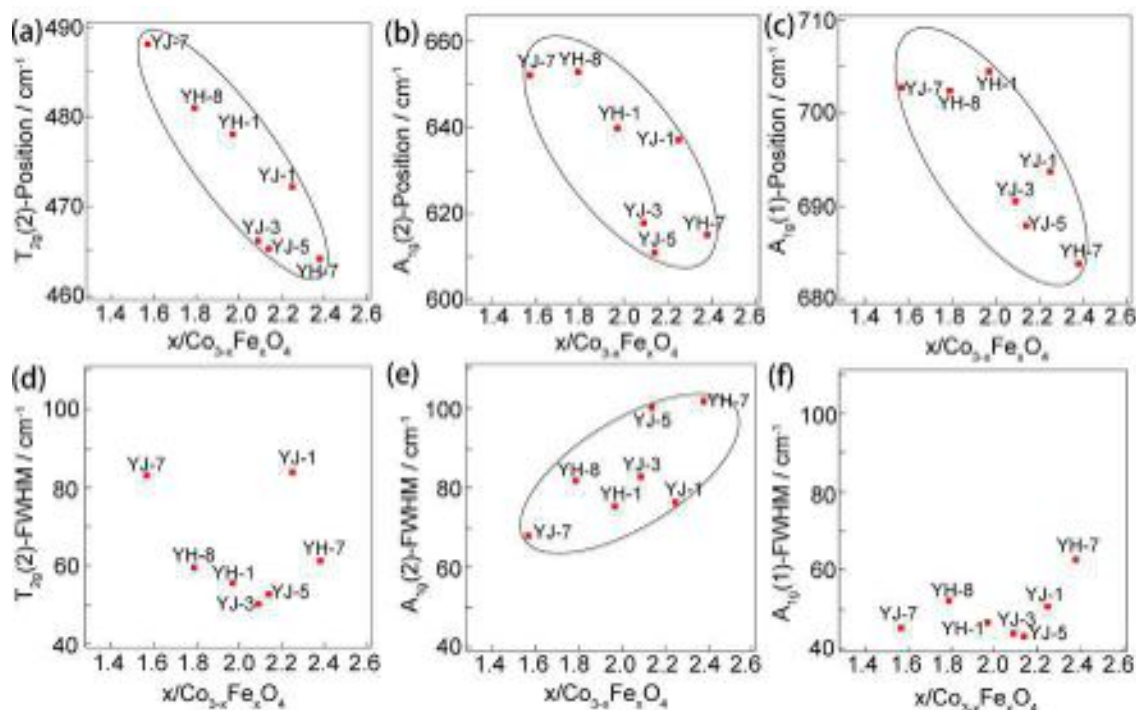 (a)
T2g(2)-Position / cm-1
490
480
470
460
YJ-7
YH-8
YH-1
YJ-1
YJ-3
YJ-5
YH-7
1.4 1.6 1.8 2.0 2.2 2.4 2.6
x/Co3-xFexO4
(b)
A1g(2)-Position / cm-1
660
640
620
600
YJ-7
YH-8
YH-1
YJ-1
YJ-3
YJ-5
YH-7
1.4 1.6 1.8 2.0 2.2 2.4 2.6
x/Co3-xFexO4
(c)
A1g(1)-Position / cm-1
710
700
690
680
YJ-7
YH-8
YH-1
YJ-1
YJ-3
YJ-5
YH-7
1.4 1.6 1.8 2.0 2.2 2.4 2.6
x/Co3-xFexO4
(d)
T2g(2)-FWHM / cm-1
100
80
60
40
YJ-7
YJ-1
YH-8
YH-1
YH-7
YJ-3
YJ-5
1.4 1.6 1.8 2.0 2.2 2.4 2.6
x/Co3-xFexO4
(e)
A1g(2)-FWHM / cm-1
100
80
60
40
YH-7
YJ-5
YH-8
YJ-3
YH-1
YJ-1
YJ-7
1.4 1.6 1.8 2.0 2.2 2.4 2.6
x/Co3-xFexO4
(f)
A1g(1)-FWHM / cm-1
100
80
60
40
YH-7
YH-8
YJ-1
YJ-7
YH-1
YJ-3
YJ-5
1.4 1.6 1.8 2.0 2.2 2.4 2.6
x/Co3-xFexO4